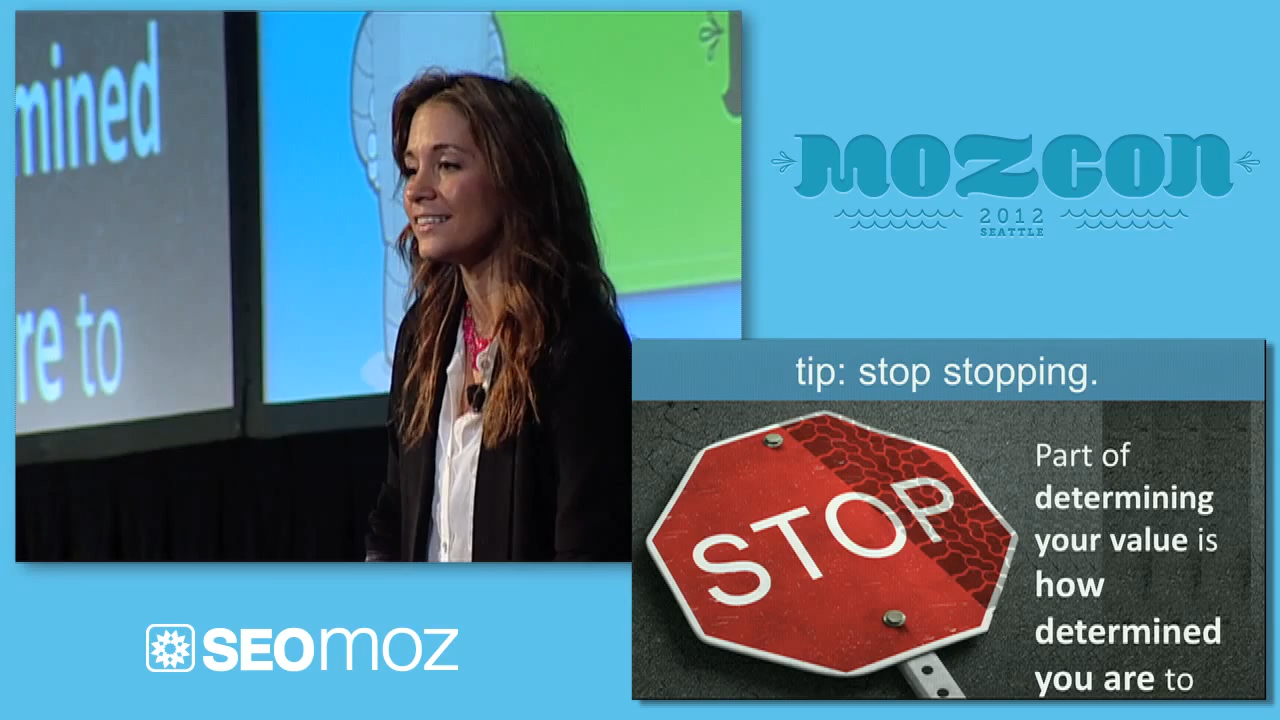 mined
re to
MOZCON
2012
SEATTLE
tip: stop stopping.
STOP
Part of
determining
your value is
how
determined
you are to
SEOmoz